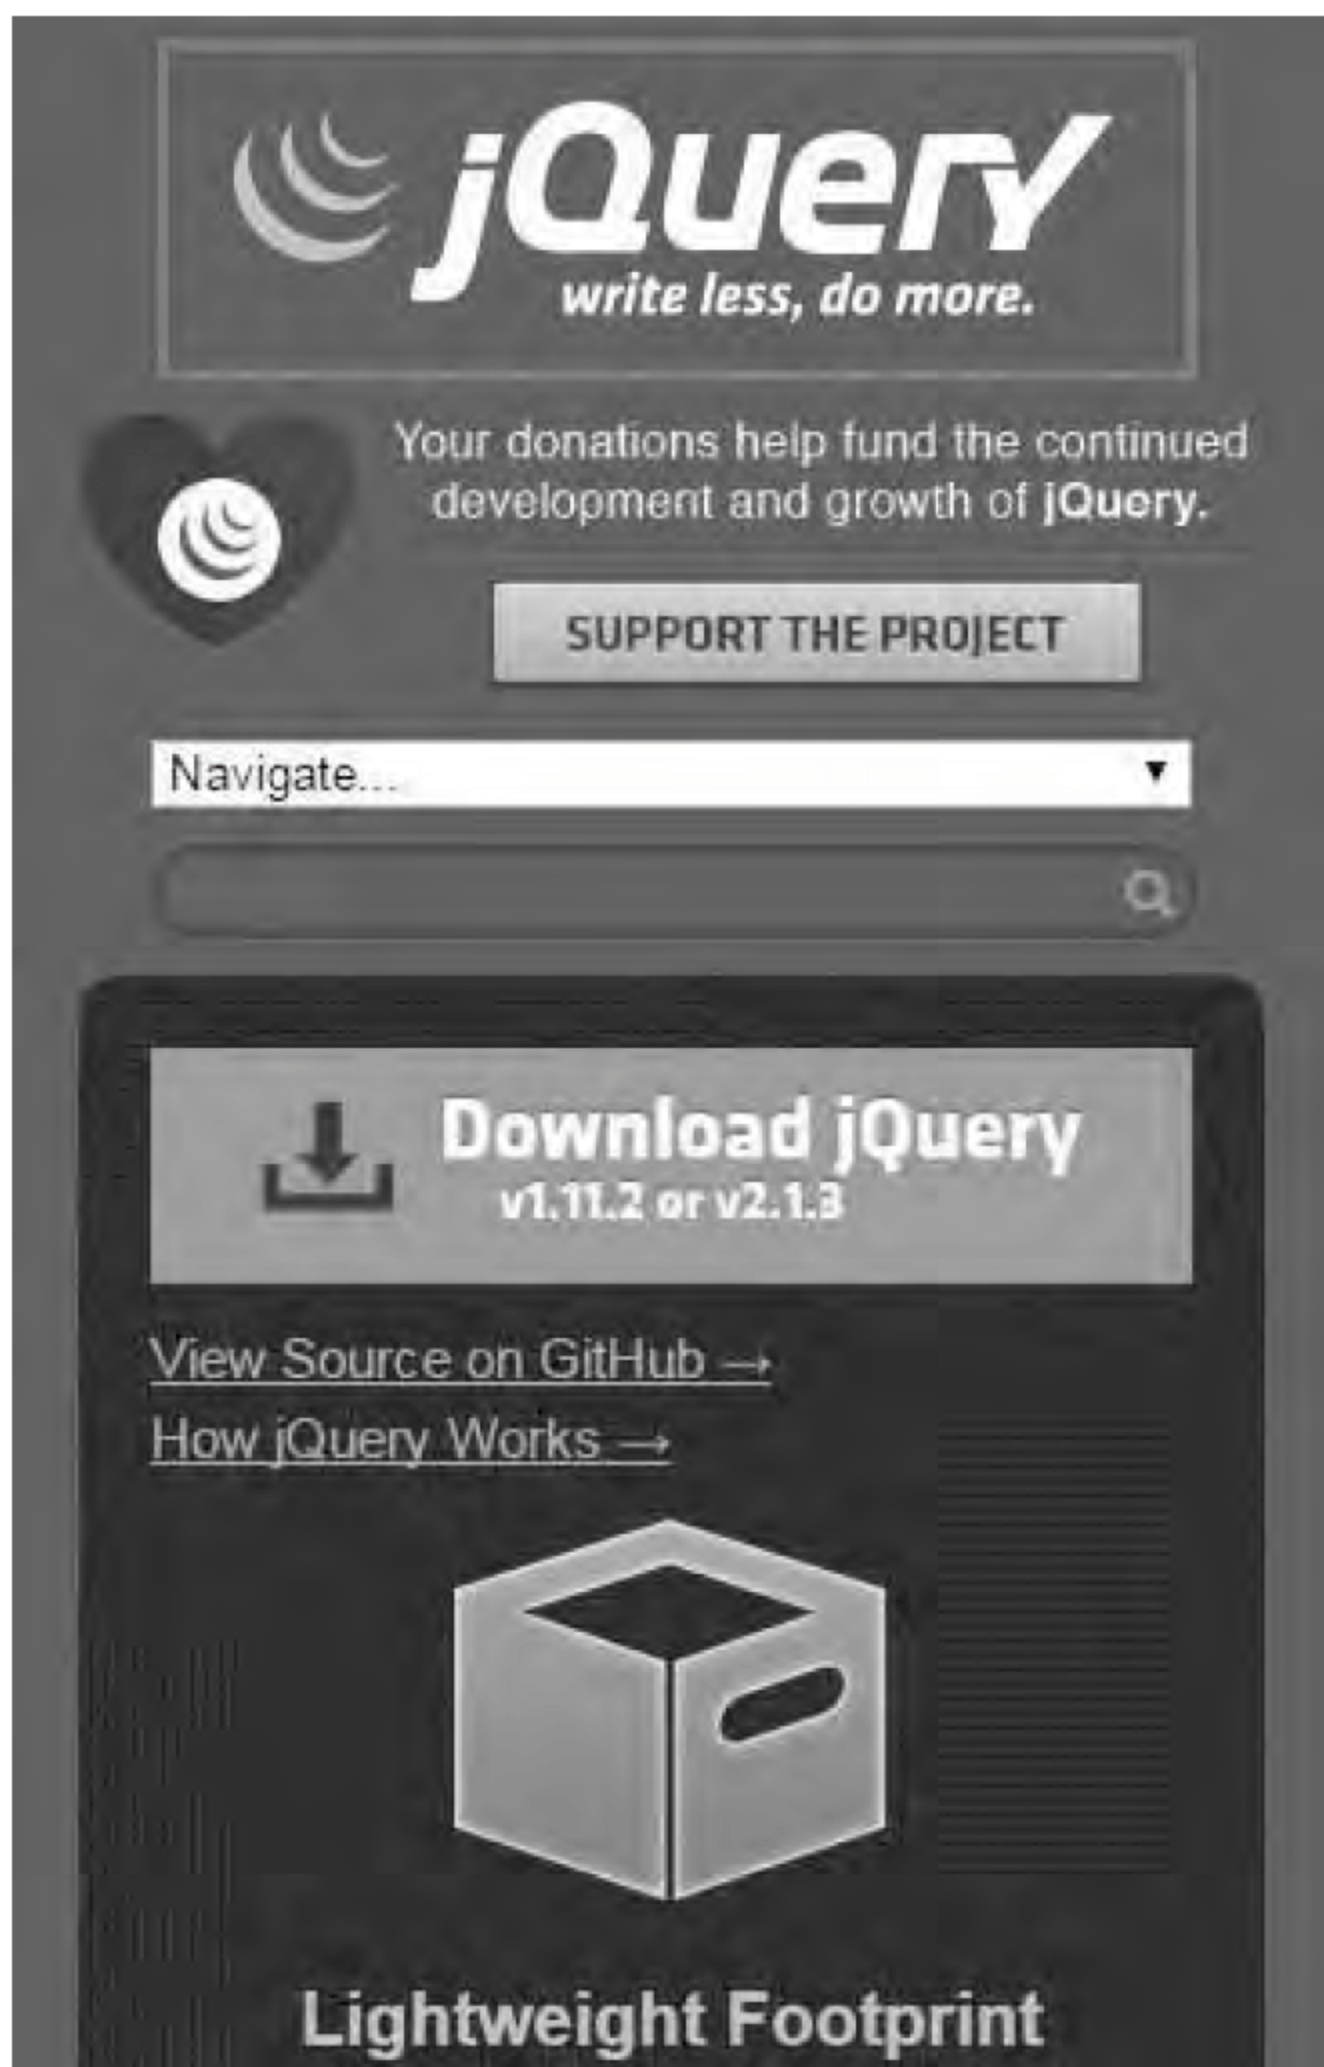 jQuery
write less, do more.
Your donations help fund the continued
development and growth of jQuery.
SUPPORT THE PROJECT
Navigate...
Download jQuery
v1.11.2 or v2.1.3
View Source on GitHub →
How jQuery Works →
Lightweight Footprint